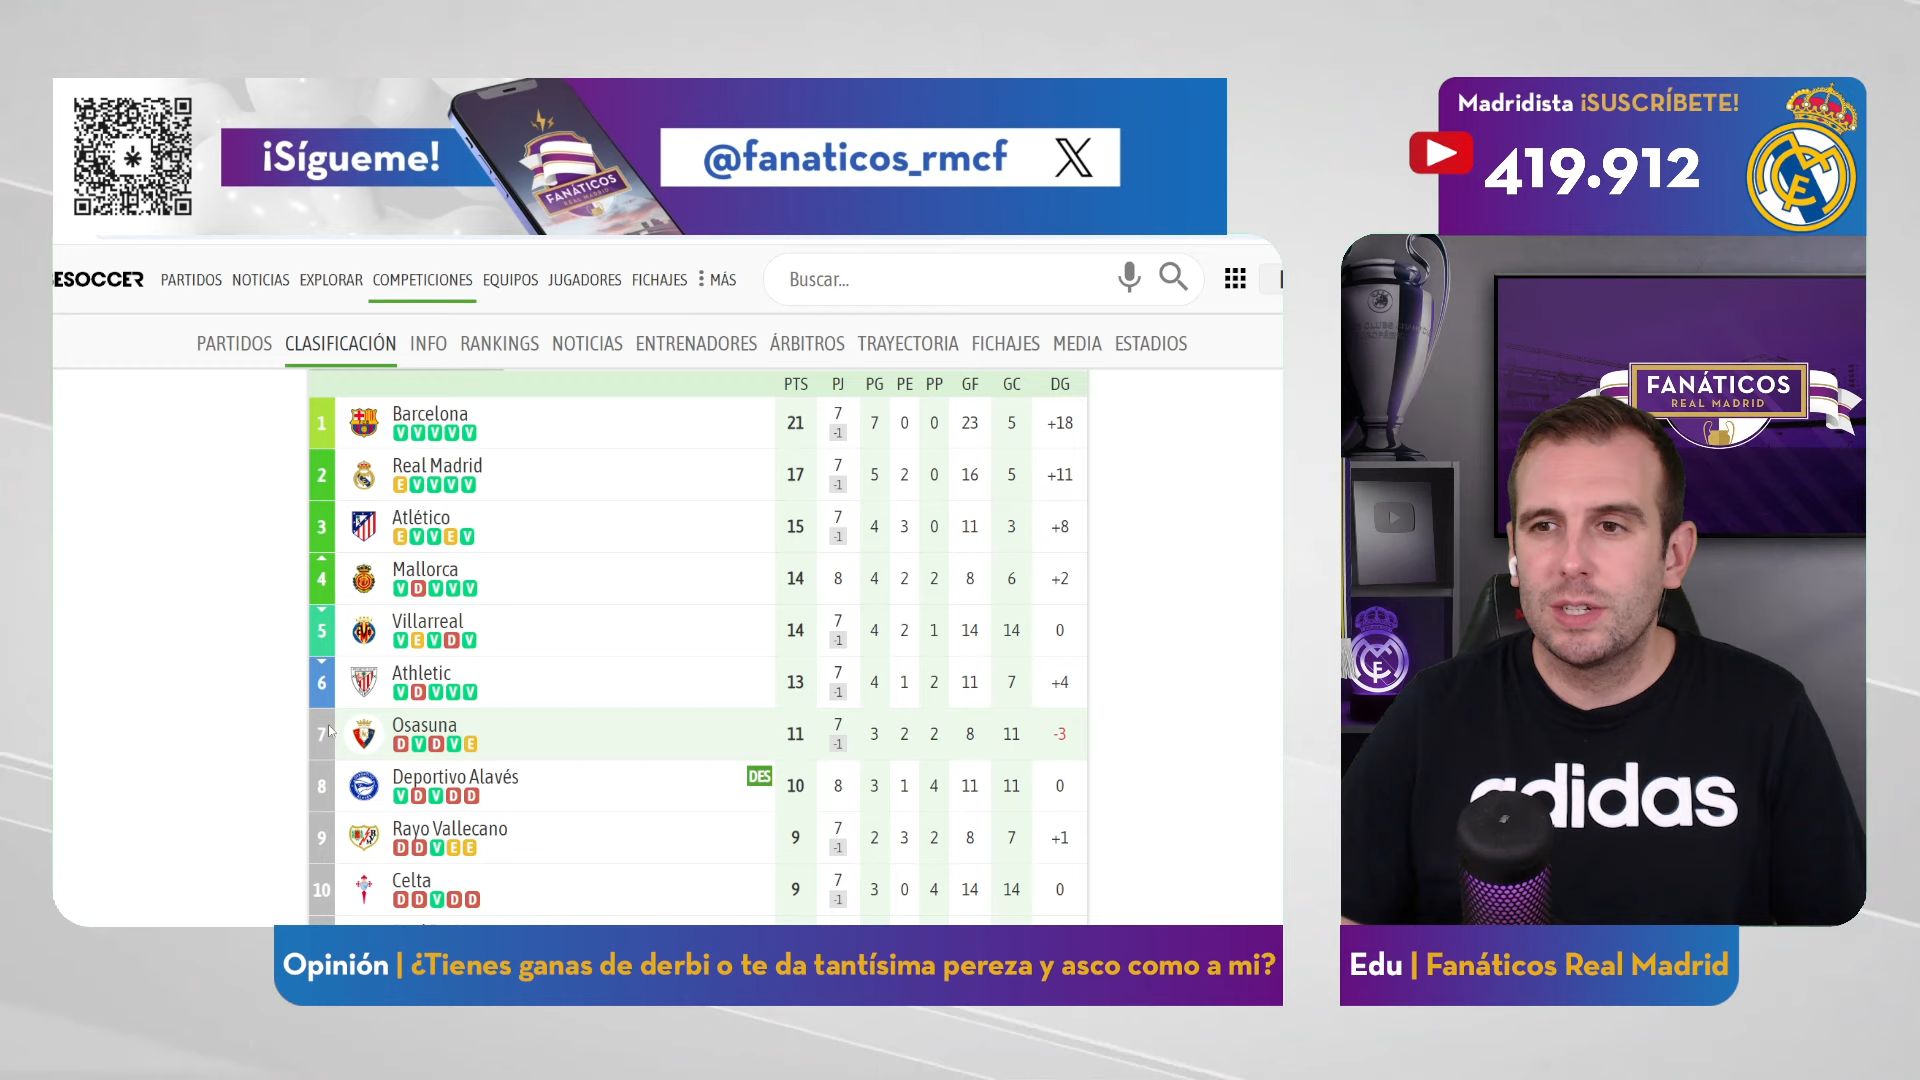 ¡Sígueme!
FANÁTICOS
REAL MADRID
@fanaticos_rmcf
Madridista ¡SUSCRÍBETE!
419.912
ESOCCER PARTIDOS NOTICIAS EXPLORAR COMPETICIONES EQUIPOS JUGADORES FICHAJES MÁS Buscar...
PARTIDOS CLASIFICACIÓN INFO RANKINGS NOTICIAS ENTRENADORES ÁRBITROS TRAYECTORIA FICHAJES MEDIA ESTADIOS
PTS PJ PG PE PP GF GC DG
1 Barcelona 21 7 -1 7 0 0 23 5 +18
V V V V V
2 Real Madrid 17 7 -1 5 2 0 16 5 +11
E V V V V
3 Atlético 15 7 -1 4 3 0 11 3 +8
E V V E V
4 Mallorca 14 8 4 2 2 8 6 +2
V D V V V
5 Villarreal 14 7 -1 4 2 1 14 14 0
V E V D V
6 Athletic 13 7 -1 4 1 2 11 7 +4
V D V V V
7 Osasuna 11 7 -1 3 2 2 8 11 -3
D V D V E
8 Deportivo Alavés DES 10 8 3 1 4 11 11 0
V D V D D
9 Rayo Vallecano 9 7 -1 2 3 2 8 7 +1
D D V E E
10 Celta 9 7 -1 3 0 4 14 14 0
D D V D D
FANÁTICOS
REAL MADRID
adidas
Opinión | ¿Tienes ganas de derbi o te da tantísima pereza y asco como a mi?
Edu | Fanáticos Real Madrid